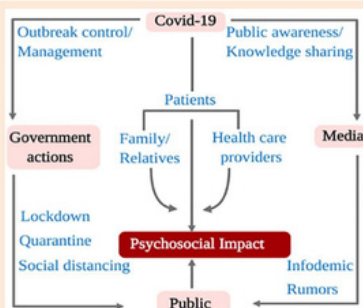 Covid-19
Outbreak control/
Management
Public awareness/
Knowledge sharing
Patients
Government
actions
Family/
Relatives
Health care
providers
Media
Lockdown
Quarantine
Social distancing
Psychosocial Impact
Infodemic
Rumors
Public